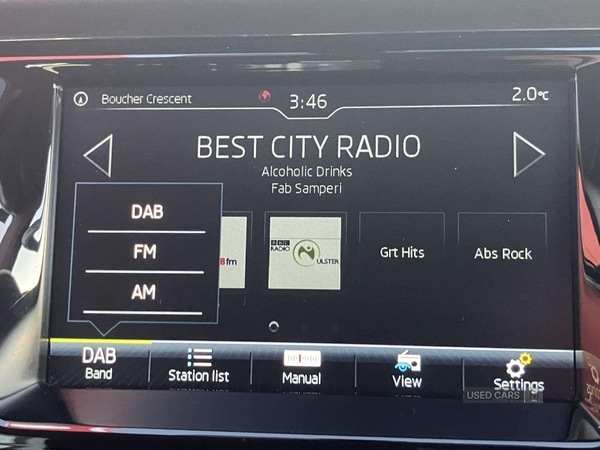 Boucher Crescent
3:46
2.0°C
BEST CITY RADIO
Alcoholic Drinks
Fab Samperi
DAB
FM
AM
fm
BBC
RADIO
ULSTER
Grt Hits
Abs Rock
DAB
Band
Station list
Manual
View
Settings
USED CARS